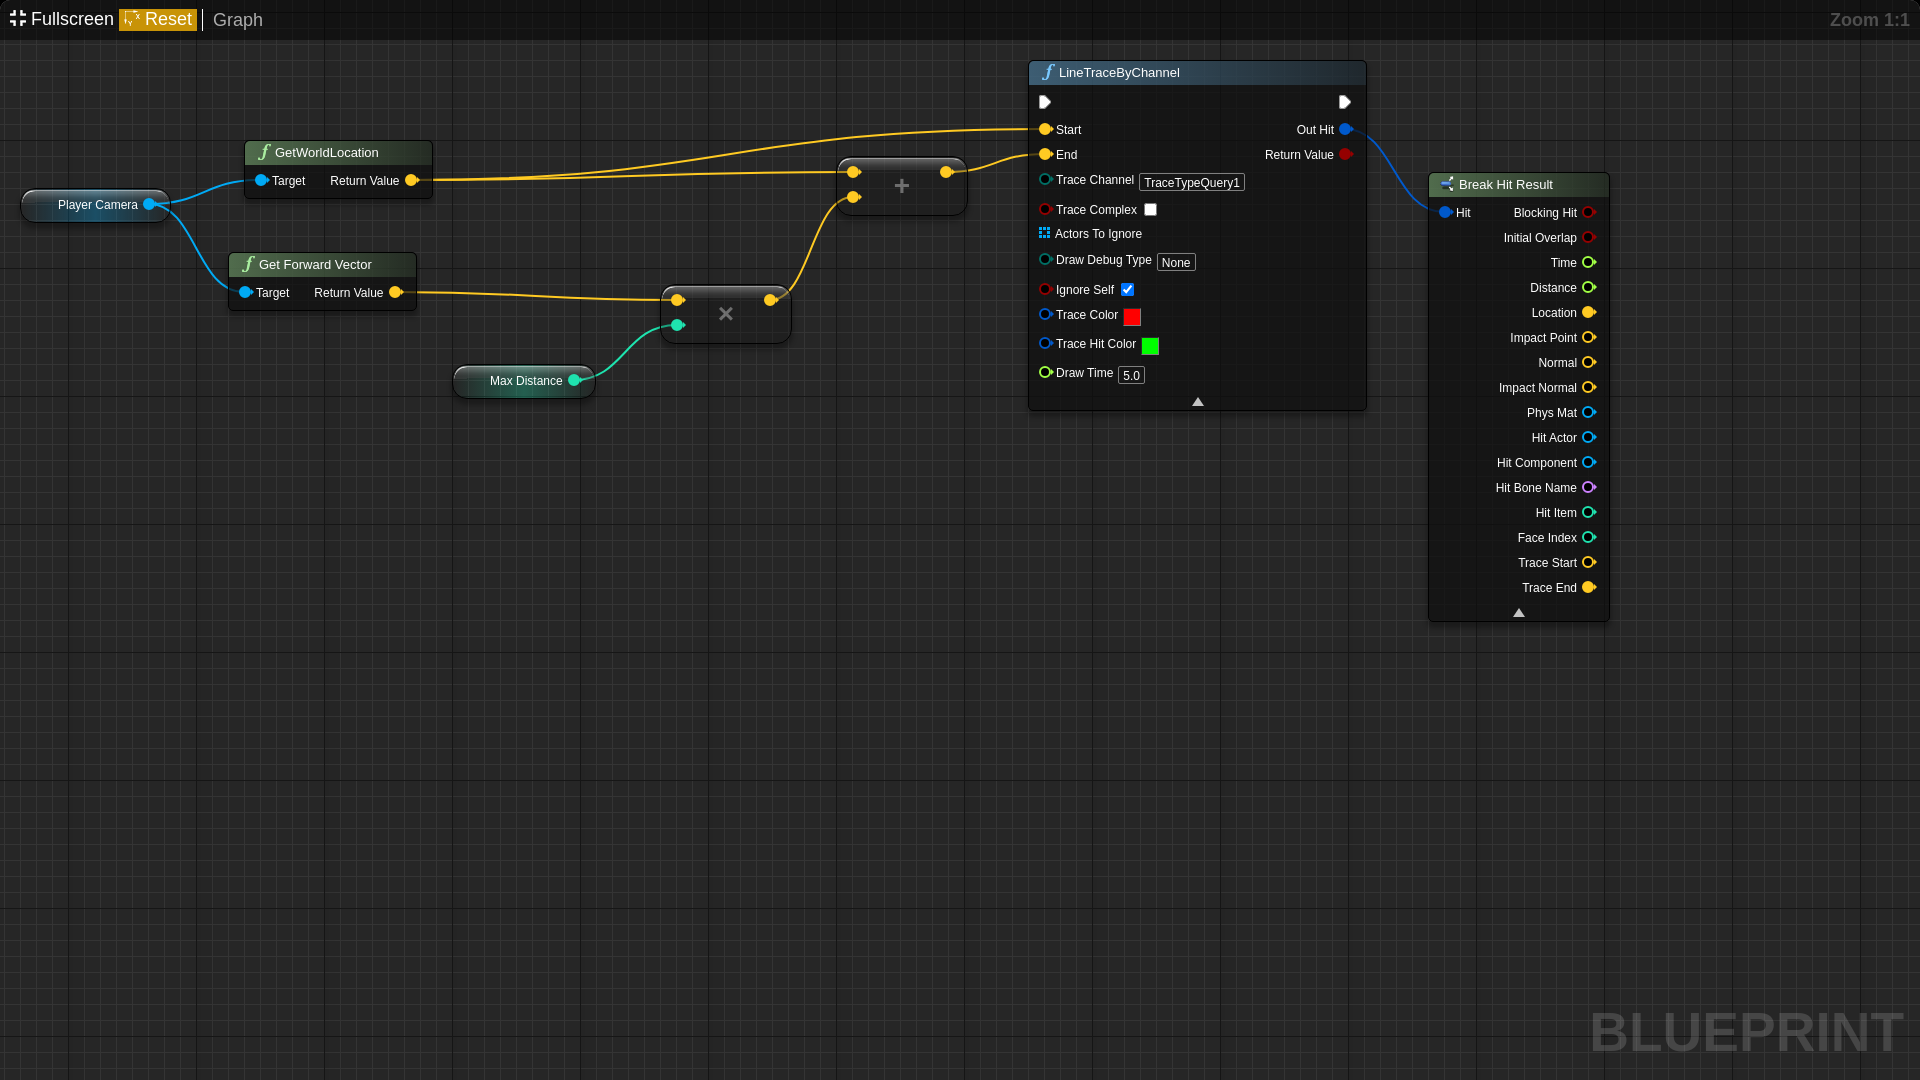 Fullscreen Reset Graph
Zoom 1:1
Player Camera
GetWorldLocation
Target Return Value
Get Forward Vector
Target Return Value
Max Distance
×
+
LineTraceByChannel
Start Out Hit
End Return Value
Trace Channel TraceTypeQuery1
Trace Complex
Actors To Ignore
Draw Debug Type None
Ignore Self
Trace Color
Trace Hit Color
Draw Time 5.0
Break Hit Result
Hit Blocking Hit
Initial Overlap
Time
Distance
Location
Impact Point
Normal
Impact Normal
Phys Mat
Hit Actor
Hit Component
Hit Bone Name
Hit Item
Face Index
Trace Start
Trace End
BLUEPRINT